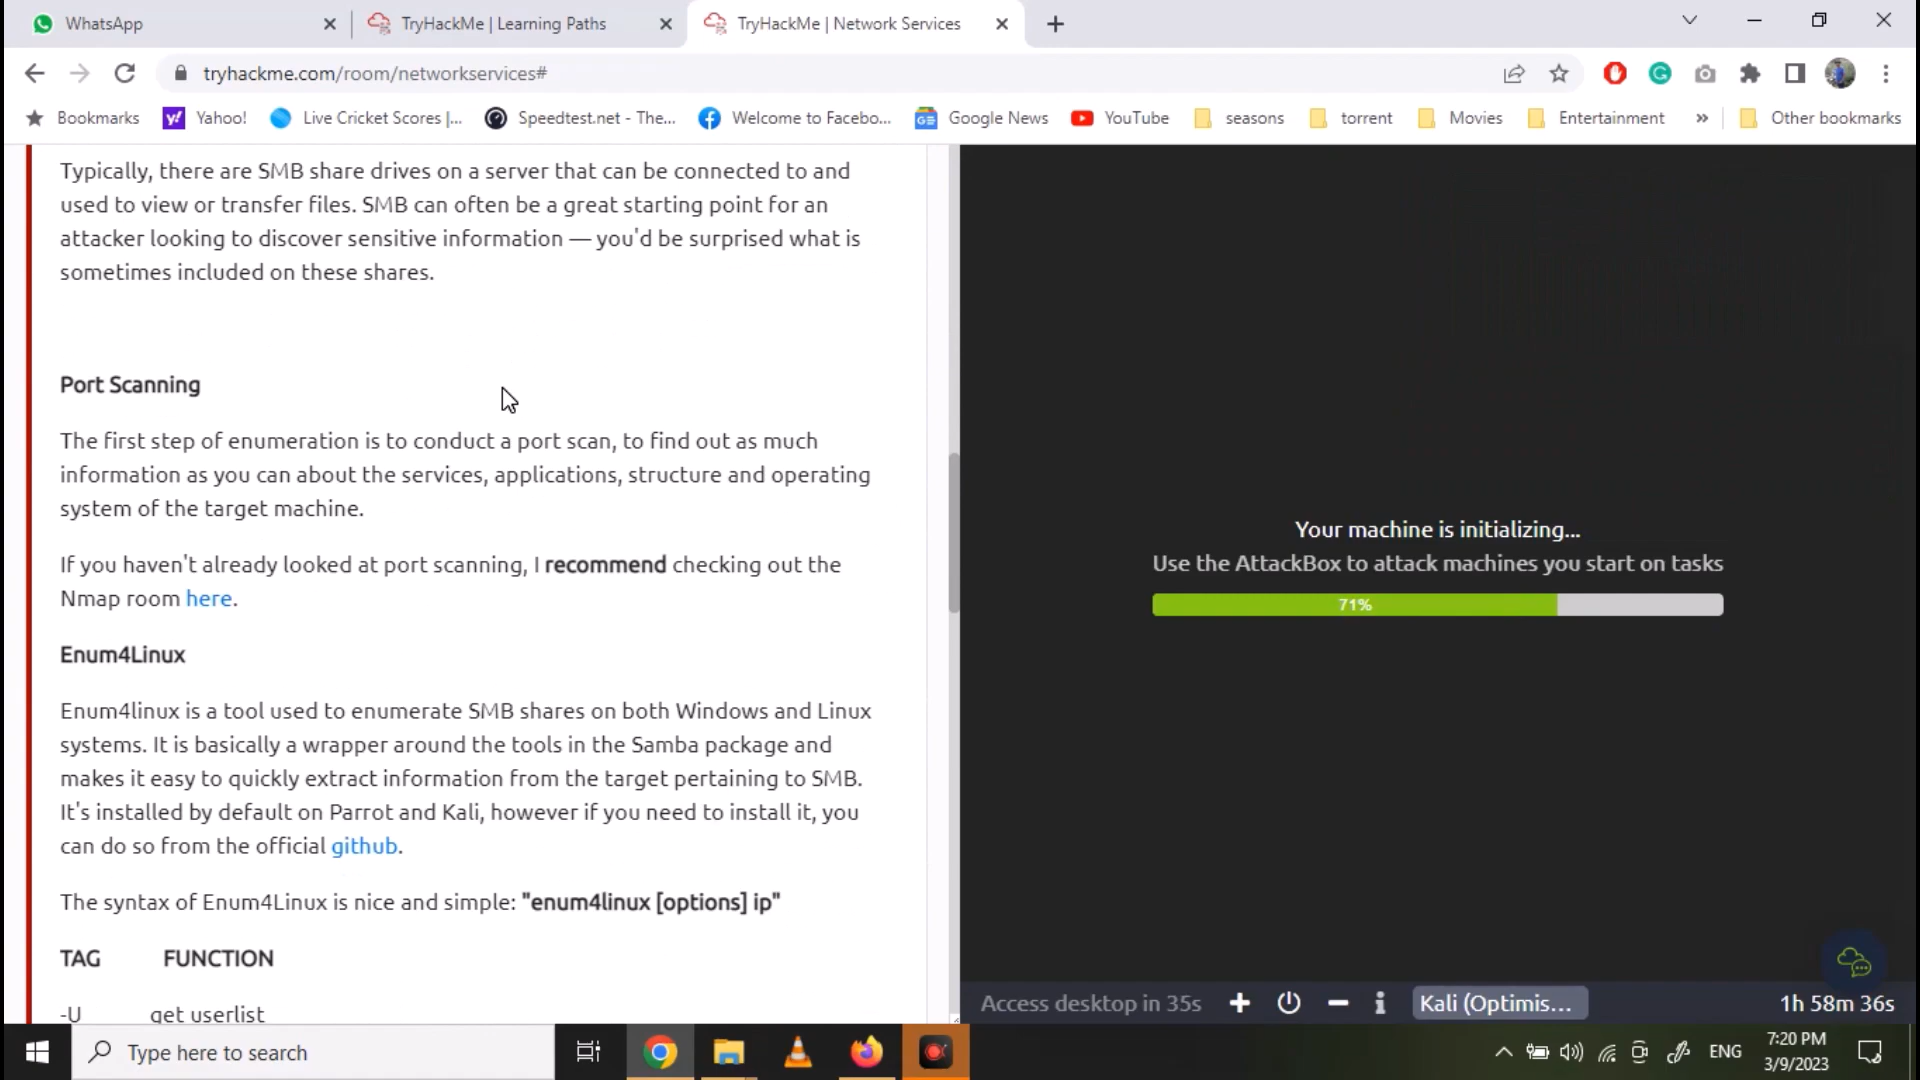 WhatsApp
TryHackMe | Learning Paths
TryHackMe | Network Services
tryhackme.com/room/networkservices#
Bookmarks
Yahoo!
Live Cricket Scores |...
Speedtest.net - The...
Welcome to Facebo...
Google News
YouTube
seasons
torrent
Movies
Entertainment
»
Other bookmarks
Typically, there are SMB share drives on a server that can be connected to and
used to view or transfer files. SMB can often be a great starting point for an
attacker looking to discover sensitive information — you'd be surprised what is
sometimes included on these shares.
Port Scanning
The first step of enumeration is to conduct a port scan, to find out as much
information as you can about the services, applications, structure and operating
system of the target machine.
If you haven't already looked at port scanning, I recommend checking out the
Nmap room here.
Enum4Linux
Enum4linux is a tool used to enumerate SMB shares on both Windows and Linux
systems. It is basically a wrapper around the tools in the Samba package and
makes it easy to quickly extract information from the target pertaining to SMB.
It's installed by default on Parrot and Kali, however if you need to install it, you
can do so from the official github.
The syntax of Enum4Linux is nice and simple: "enum4linux [options] ip"
TAG FUNCTION
-U get userlist
Your machine is initializing...
Use the AttackBox to attack machines you start on tasks
71%
Access desktop in 35s
Kali (Optimis...
1h 58m 36s
Type here to search
ENG
7:20 PM
3/9/2023